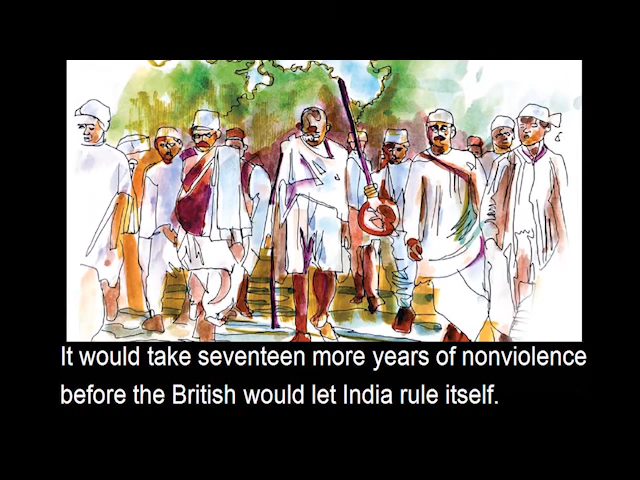 It would take seventeen more years of nonviolence
before the British would let India rule itself.